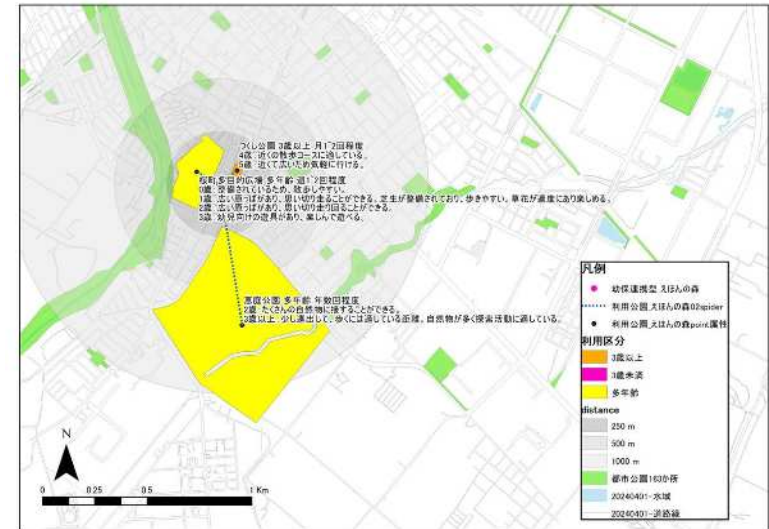 つくし公園 3歳以上 月1~2回程度
4歳:近くの散歩コースに適している。
5歳:近くて広いため気軽に行ける。
桜町多目的広場 多年齢 週1~2回程度
0歳:整備されているため、散歩しやすい。
1歳:広い原っぱがあり、思い切り走ることができる。芝生が整備されており、歩きやすい。草花が適度にあり楽しめる。
2歳:広い原っぱがあり、思い切り走り回ることができる。
3歳:幼児向けの遊具があり、楽しんで遊べる。
恵庭公園 多年齢 年数回程度
2歳:たくさんの自然物に接することができる。
3歳以上:少し遠出して、歩くには適している距離。自然物が多く探索活動に適している。
凡例
幼保連携型_えほんの森
利用公園_えほんの森02spider
利用公園_えほんの森point属性
利用区分
3歳以上
3歳未満
多年齢
distance
250 m
500 m
1000 m
都市公園163か所
20240401-水域
20240401-道路縁
N
0 0.25 0.5 1 Km